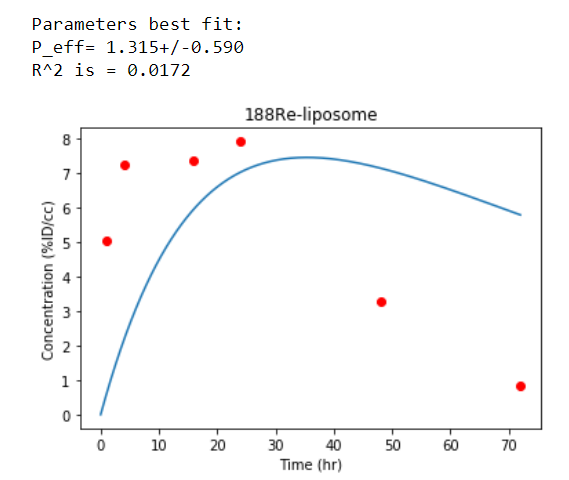 Parameters best fit:
P_eff= 1.315+/-0.590
R^2 is = 0.0172
188Re-liposome
Concentration (%ID/cc)
8
7
6
5
4
3
2
1
0
0 10 20 30 40 50 60 70
Time (hr)